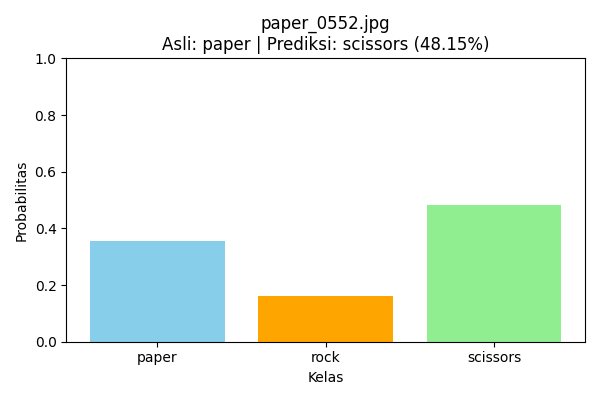 paper_0552.jpg
Asli: paper | Prediksi: scissors (48.15%)
1.0
0.8
0.6
0.4
0.2
0.0
Probabilitas
paper rock scissors
Kelas